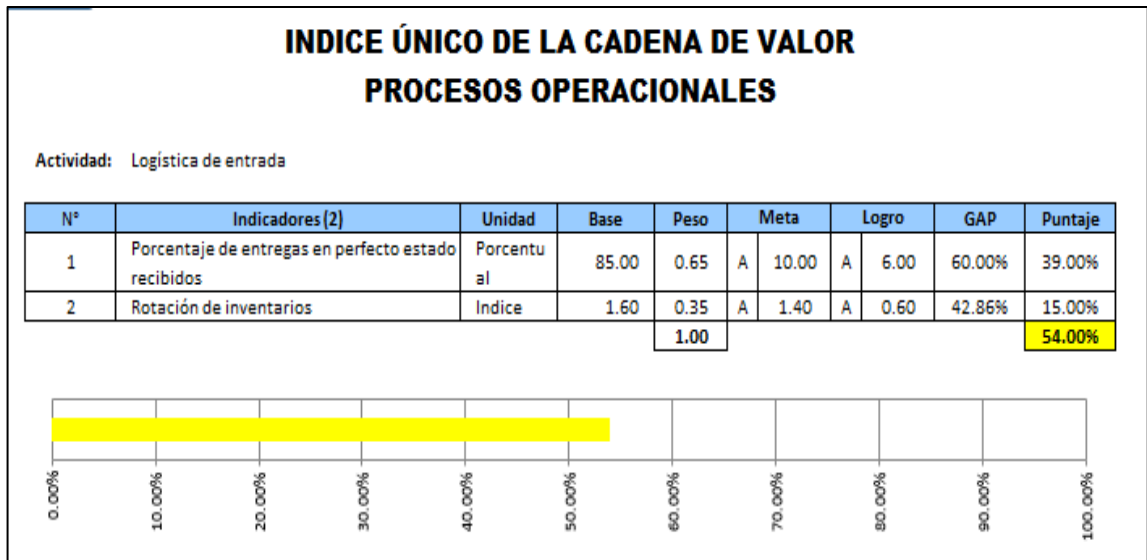 INDICE ÚNICO DE LA CADENA DE VALOR
PROCESOS OPERACIONALES
Actividad: Logística de entrada
N° Indicadores (2) Unidad Base Peso Meta Logro GAP Puntaje
1 Porcentaje de entregas en perfecto estado recibidos Porcentu al 85.00 0.65 A 10.00 A 6.00 60.00% 39.00%
2 Rotación de inventarios Indice 1.60 0.35 A 1.40 A 0.60 42.86% 15.00%
1.00 54.00%
0.00% 10.00% 20.00% 30.00% 40.00% 50.00% 60.00% 70.00% 80.00% 90.00% 100.00%